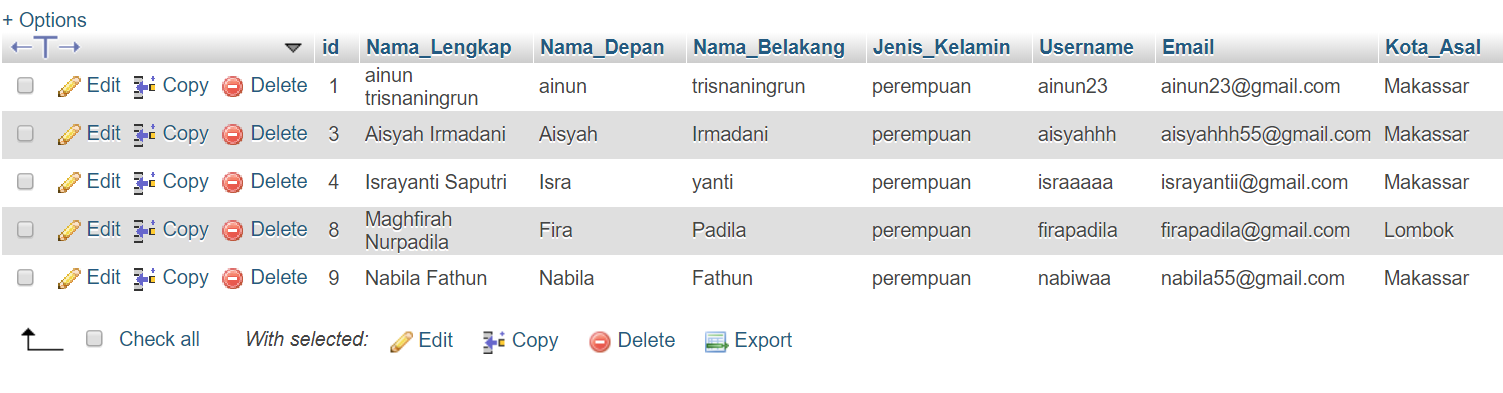 + Options
id Nama_Lengkap Nama_Depan Nama_Belakang Jenis_Kelamin Username Email Kota_Asal
Edit Copy Delete 1 ainun trisnaningrun ainun trisnaningrun perempuan ainun23 ainun23@gmail.com Makassar
Edit Copy Delete 3 Aisyah Irmadani Aisyah Irmadani perempuan aisyahhh aisyahhh55@gmail.com Makassar
Edit Copy Delete 4 Israyanti Saputri Isra yanti perempuan israaaaa israyantii@gmail.com Makassar
Edit Copy Delete 8 Maghfirah Nurpadila Fira Padila perempuan firapadila firapadila@gmail.com Lombok
Edit Copy Delete 9 Nabila Fathun Nabila Fathun perempuan nabiwaa nabila55@gmail.com Makassar
Check all With selected: Edit Copy Delete Export